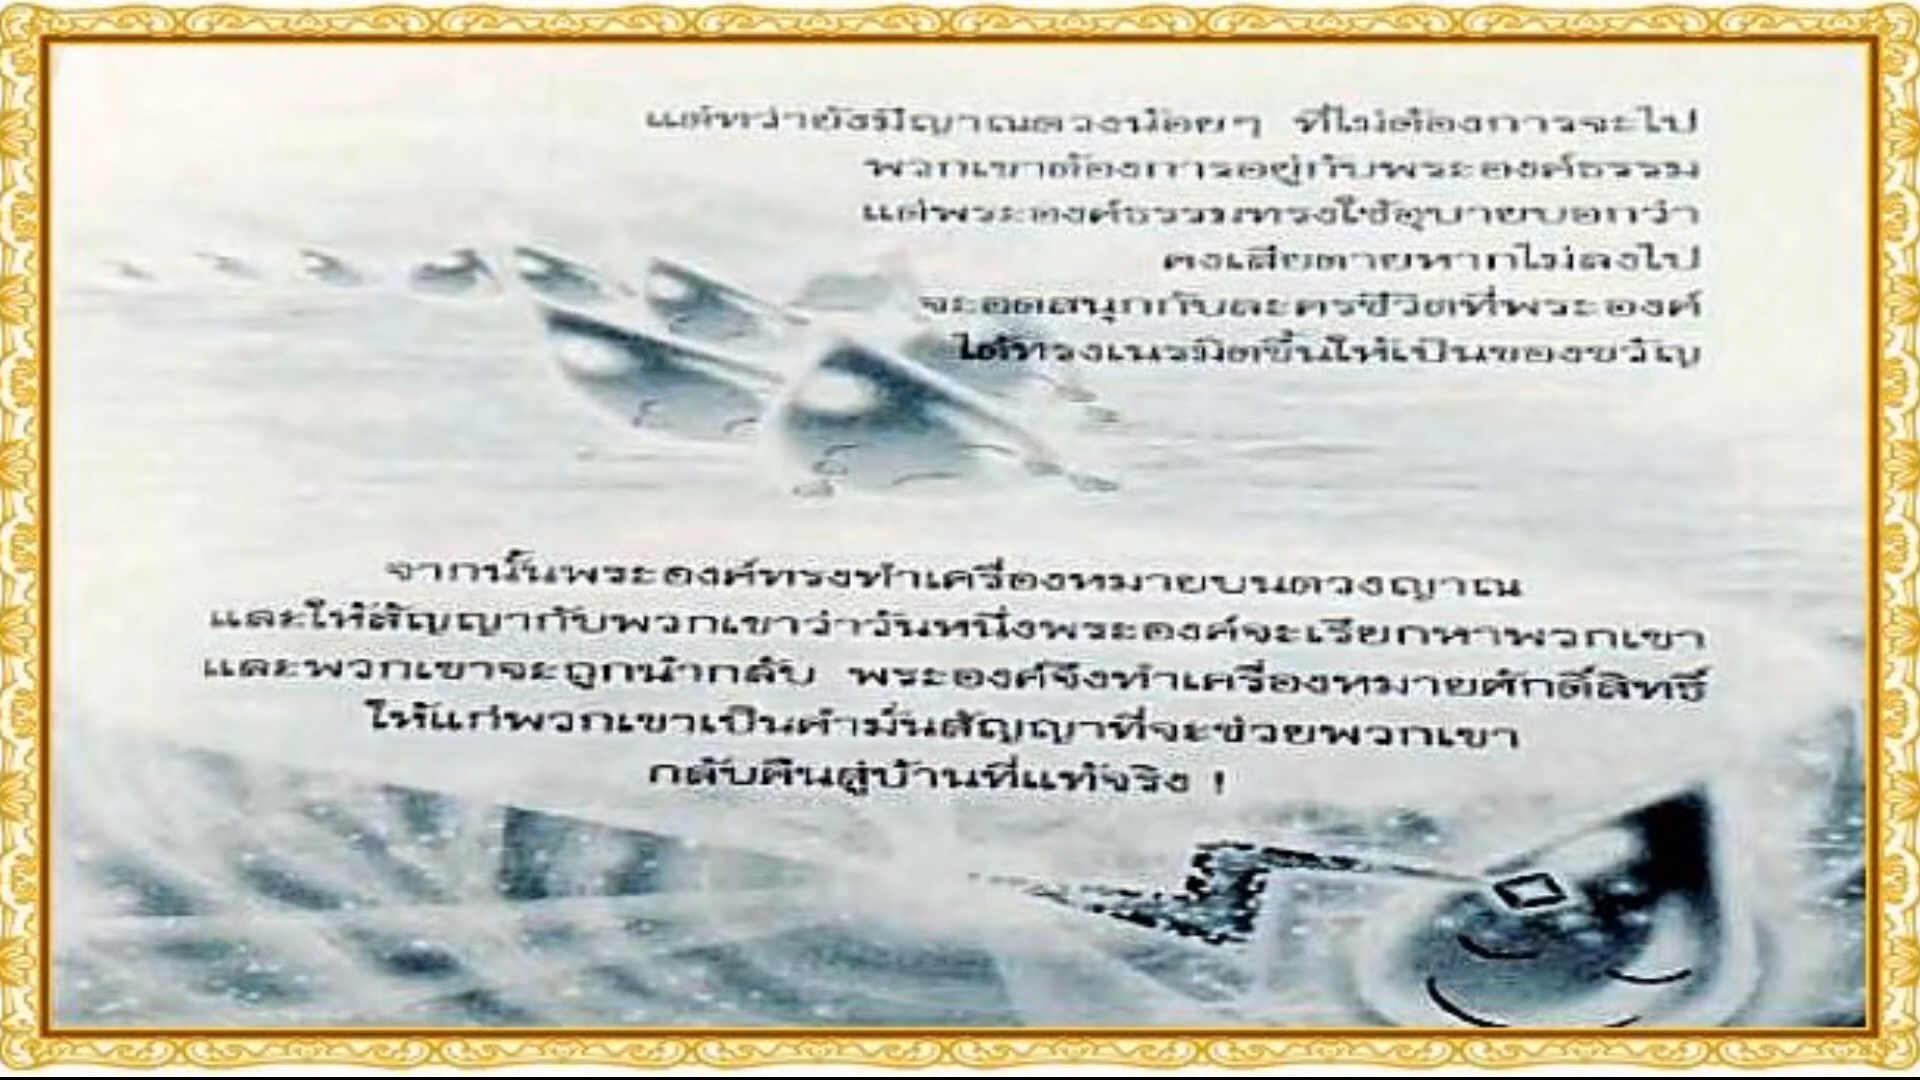 แต่ทว่ายังมีญาณดวงน้อยๆ ที่ไม่ต้องการจะไป
พวกเขาต้องการอยู่กับพระองค์ธรรม
แต่พระองค์ธรรมทรงใช้อุบายบอกว่า
คงเสียดายหากไม่ลงไป
จะอดสนุกกับละครชีวิตที่พระองค์
ได้ทรงเนรมิตขึ้นให้เป็นของขวัญ
จากนั้นพระองค์ทรงทำเครื่องหมายบนดวงญาณ
และให้สัญญากับพวกเขาว่าวันหนึ่งพระองค์จะเรียกหาพวกเขา
และพวกเขาจะถูกนำกลับ พระองค์จึงทำเครื่องหมายศักดิ์สิทธิ์
ให้แก่พวกเขาเป็นคำมั่นสัญญาที่จะช่วยพวกเขา
กลับคืนสู่บ้านที่แท้จริง !